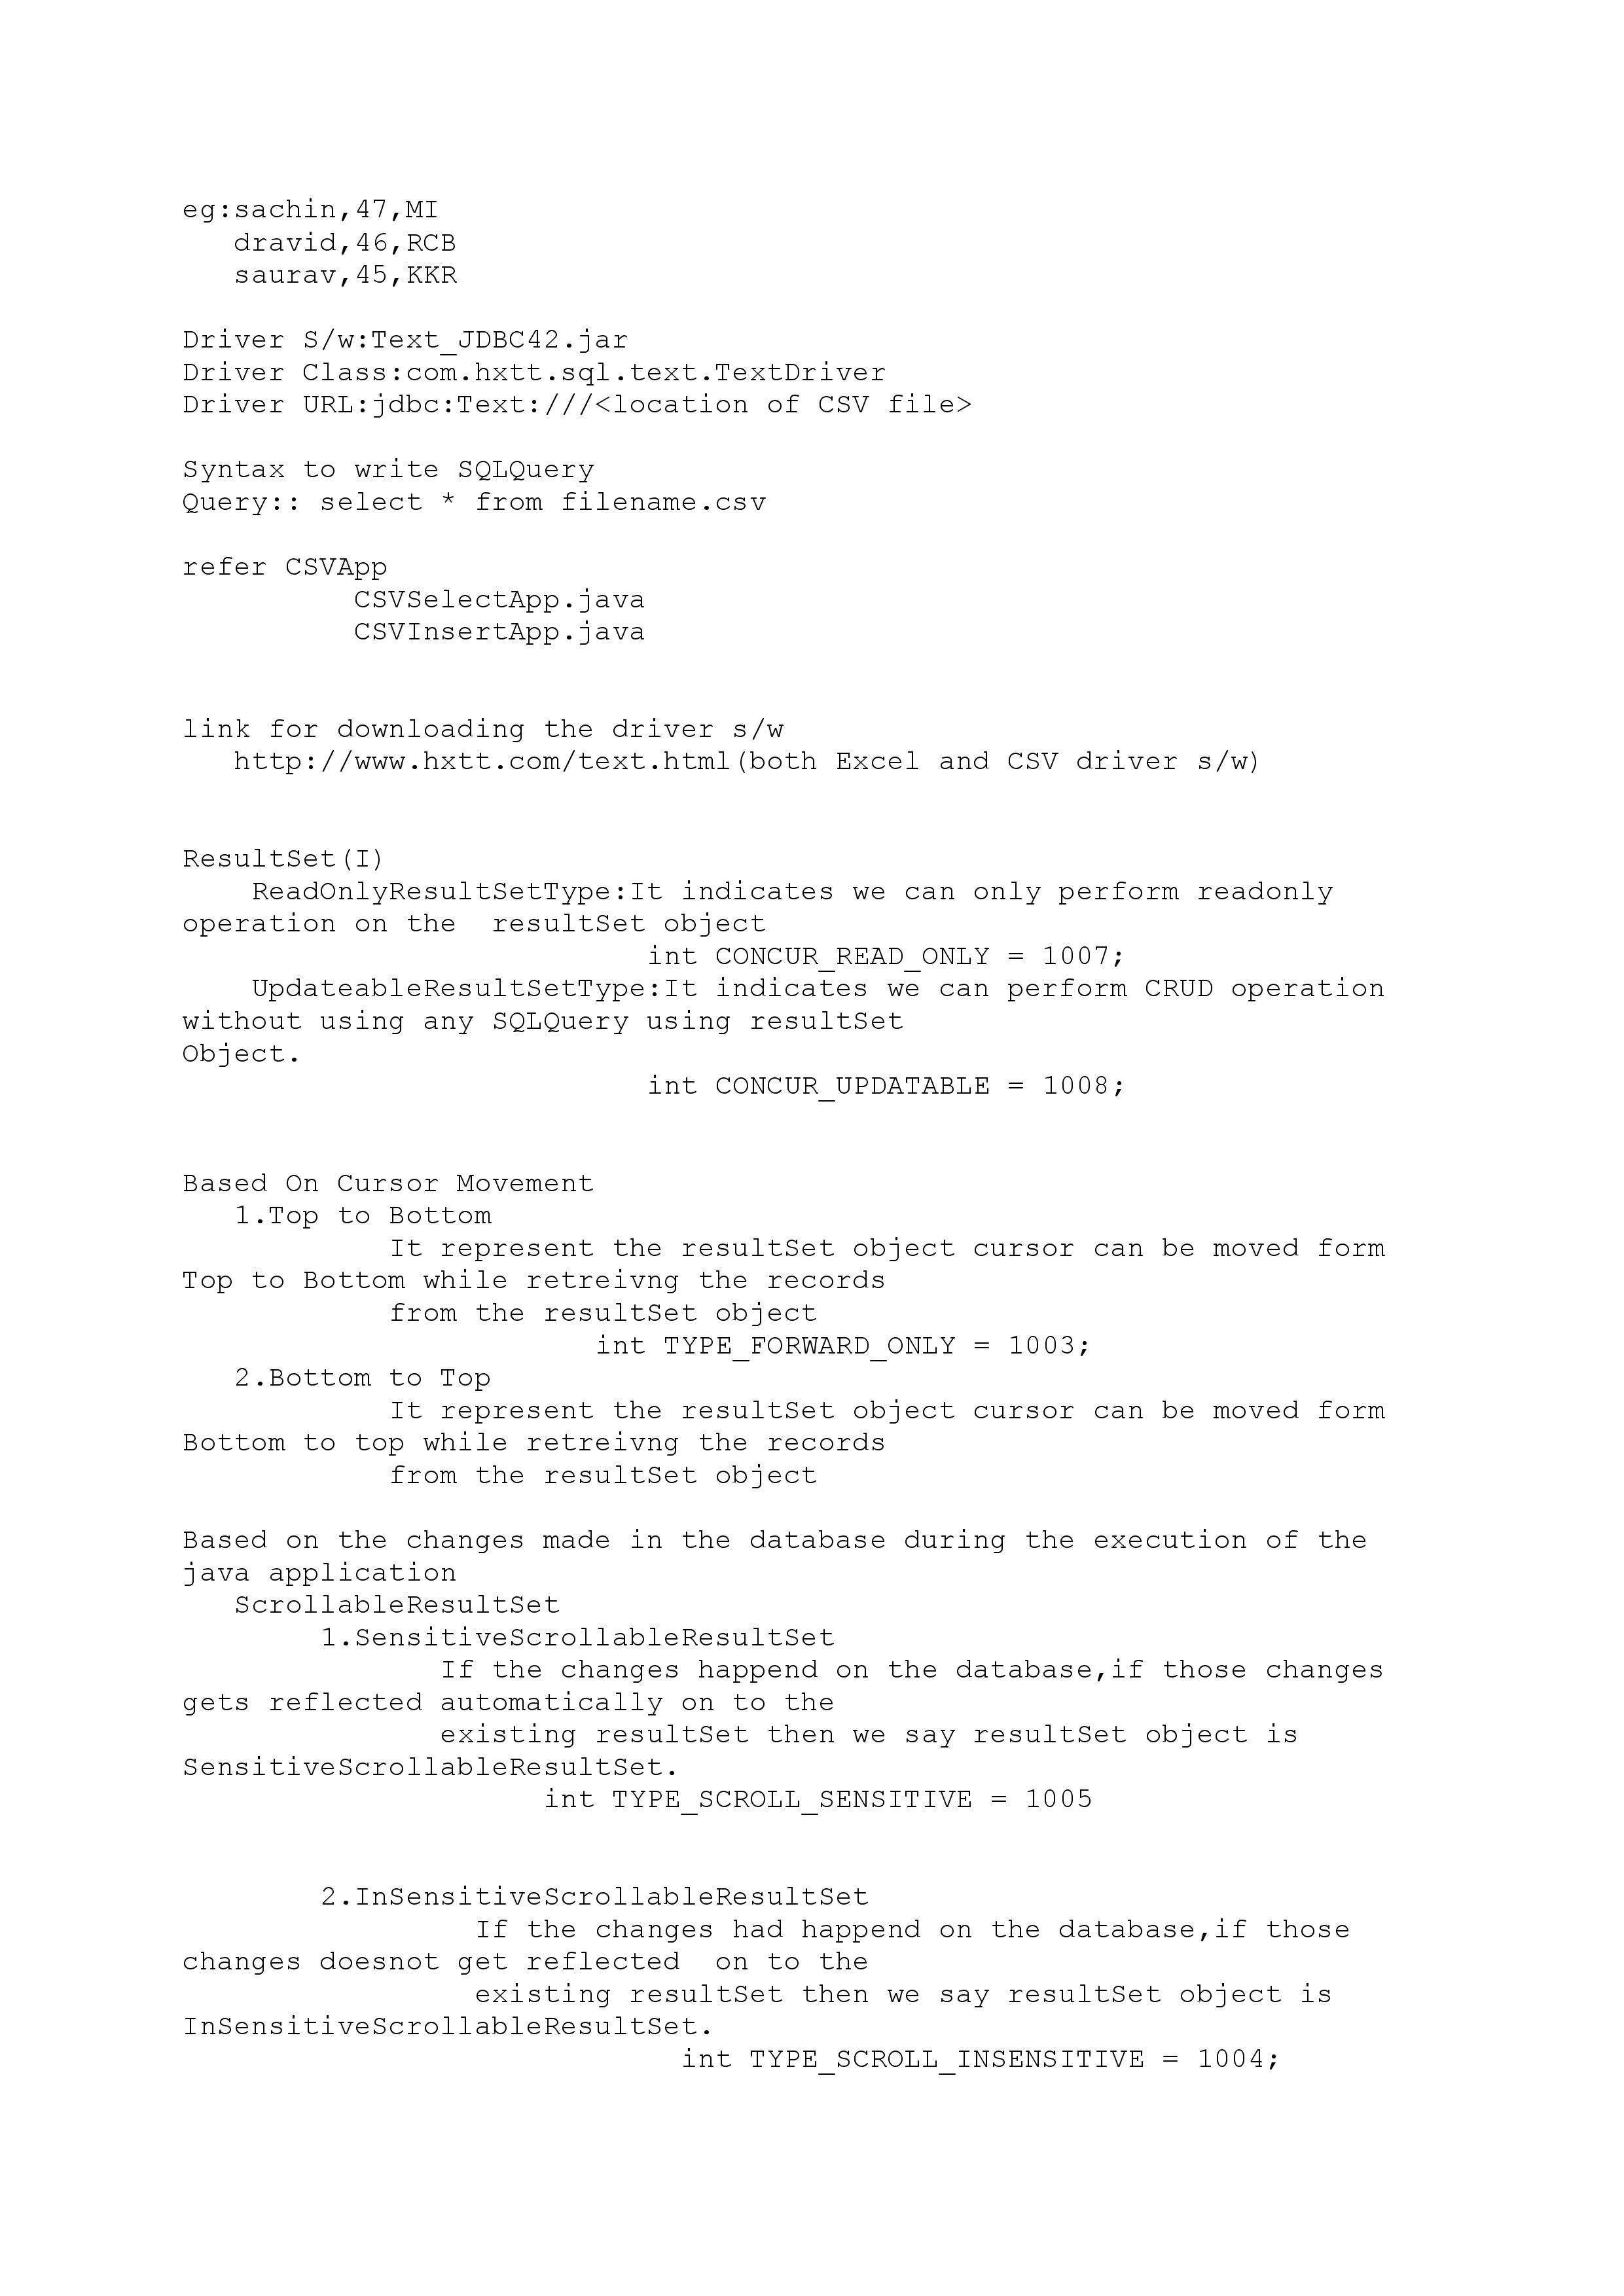 eg:sachin,47,MI
dravid,46,RCB
saurav,45,KKR
Driver S/w:Text_JDBC42.jar
Driver Class:com.hxtt.sql.text.TextDriver
Driver URL:jdbc:Text:///<location of CSV file>
Syntax to write SQLQuery
Query:: select * from filename.csv
refer CSVApp
CSVSelectApp.java
CSVInsertApp.java
link for downloading the driver s/w
http://www.hxtt.com/text.html(both Excel and CSV driver s/w)
ResultSet(I)
ReadOnlyResultSetType:It indicates we can only perform readonly
operation on the  resultSet object
int CONCUR_READ_ONLY = 1007;
UpdateableResultSetType:It indicates we can perform CRUD operation
without using any SQLQuery using resultSet
Object.
int CONCUR_UPDATABLE = 1008;
Based On Cursor Movement
1.Top to Bottom
It represent the resultSet object cursor can be moved form
Top to Bottom while retreivng the records
from the resultSet object
int TYPE_FORWARD_ONLY = 1003;
2.Bottom to Top
It represent the resultSet object cursor can be moved form
Bottom to top while retreivng the records
from the resultSet object
Based on the changes made in the database during the execution of the
java application
ScrollableResultSet
1.SensitiveScrollableResultSet
If the changes happend on the database,if those changes
gets reflected automatically on to the
existing resultSet then we say resultSet object is
SensitiveScrollableResultSet.
int TYPE_SCROLL_SENSITIVE = 1005
2.InSensitiveScrollableResultSet
If the changes had happend on the database,if those
changes doesnot get reflected  on to the
existing resultSet then we say resultSet object is
InSensitiveScrollableResultSet.
int TYPE_SCROLL_INSENSITIVE = 1004;